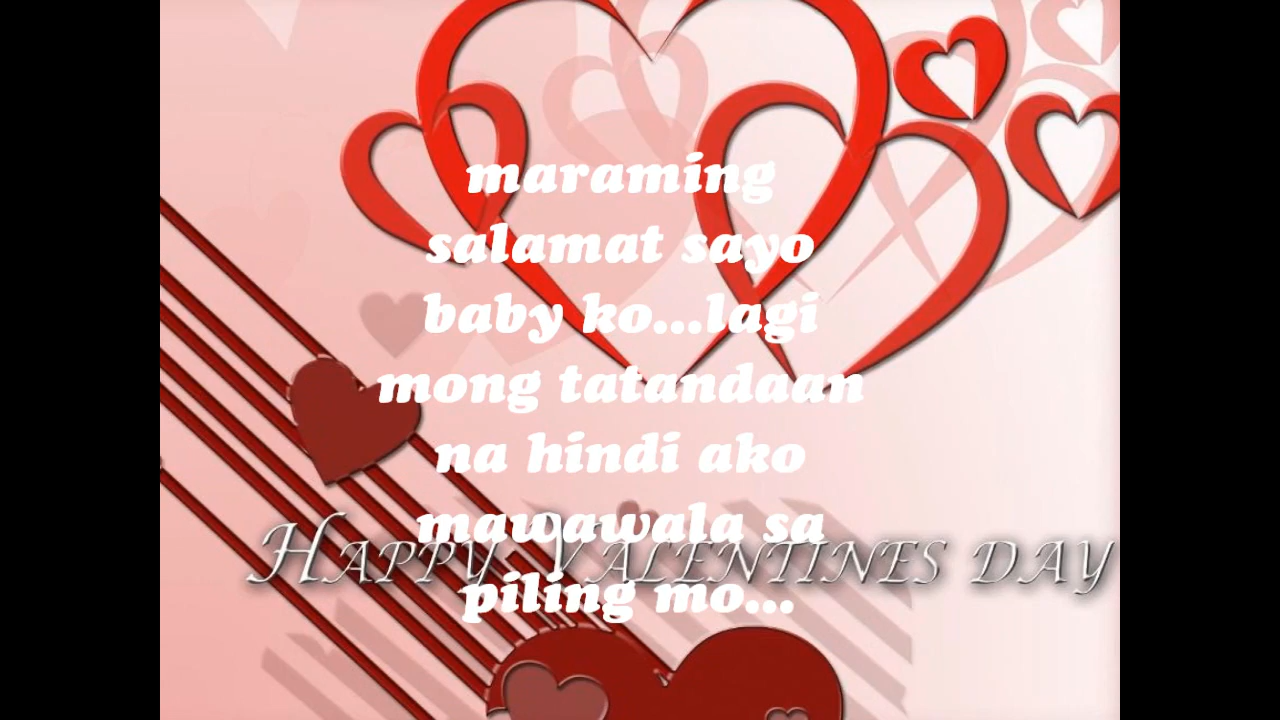 maraming
salamat sayo
baby ko...lagi
mong tatandaan
na hindi ako
mawawala sa
HAPPY VALENTINES DAY
piling mo...